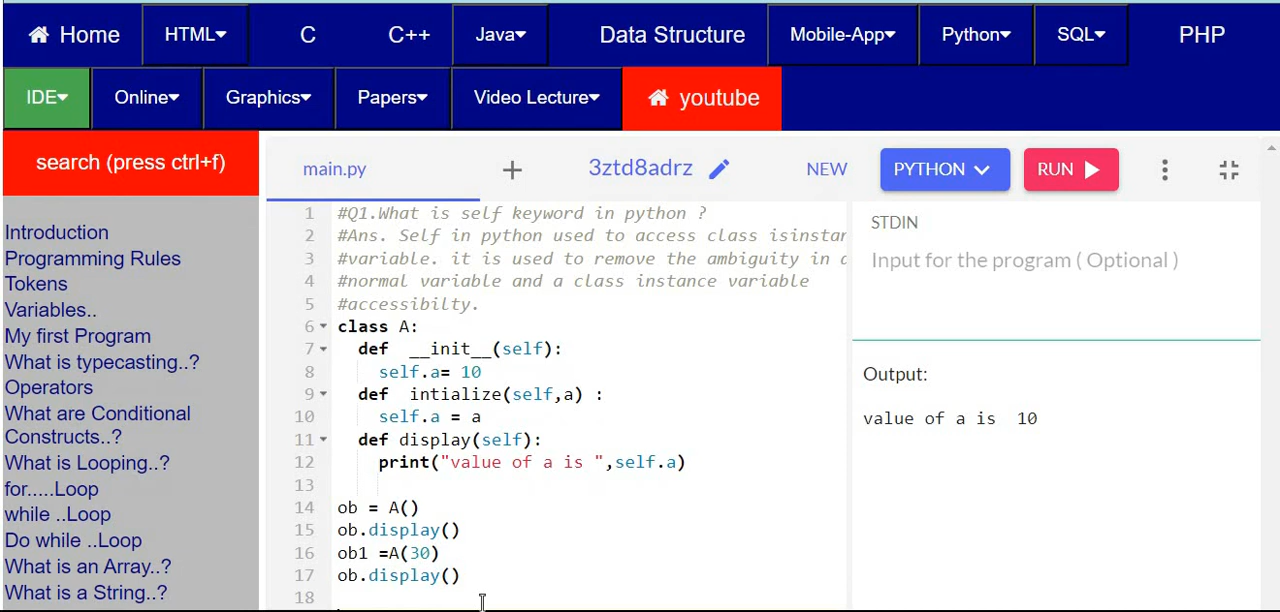 Home HTML C C++ Java Data Structure Mobile-App Python SQL PHP
IDE Online Graphics Papers Video Lecture youtube
search (press ctrl+f)
Introduction
Programming Rules
Tokens
Variables..
My first Program
What is typecasting..?
Operators
What are Conditional
Constructs..?
What is Looping..?
for.....Loop
while ..Loop
Do while ..Loop
What is an Array..?
What is a String..?
main.py + 3ztd8adrz NEW PYTHON RUN
1 #Q1.What is self keyword in python ?
2 #Ans. Self in python used to access class isinstan
3 #variable. it is used to remove the ambiguity in a
4 #normal variable and a class instance variable
5 #accessibilty.
6 class A:
7 def __init__(self):
8 self.a= 10
9 def intialize(self,a) :
10 self.a = a
11 def display(self):
12 print("value of a is ",self.a)
13
14 ob = A()
15 ob.display()
16 ob1 =A(30)
17 ob.display()
18
STDIN
Input for the program ( Optional )
Output:
value of a is 10